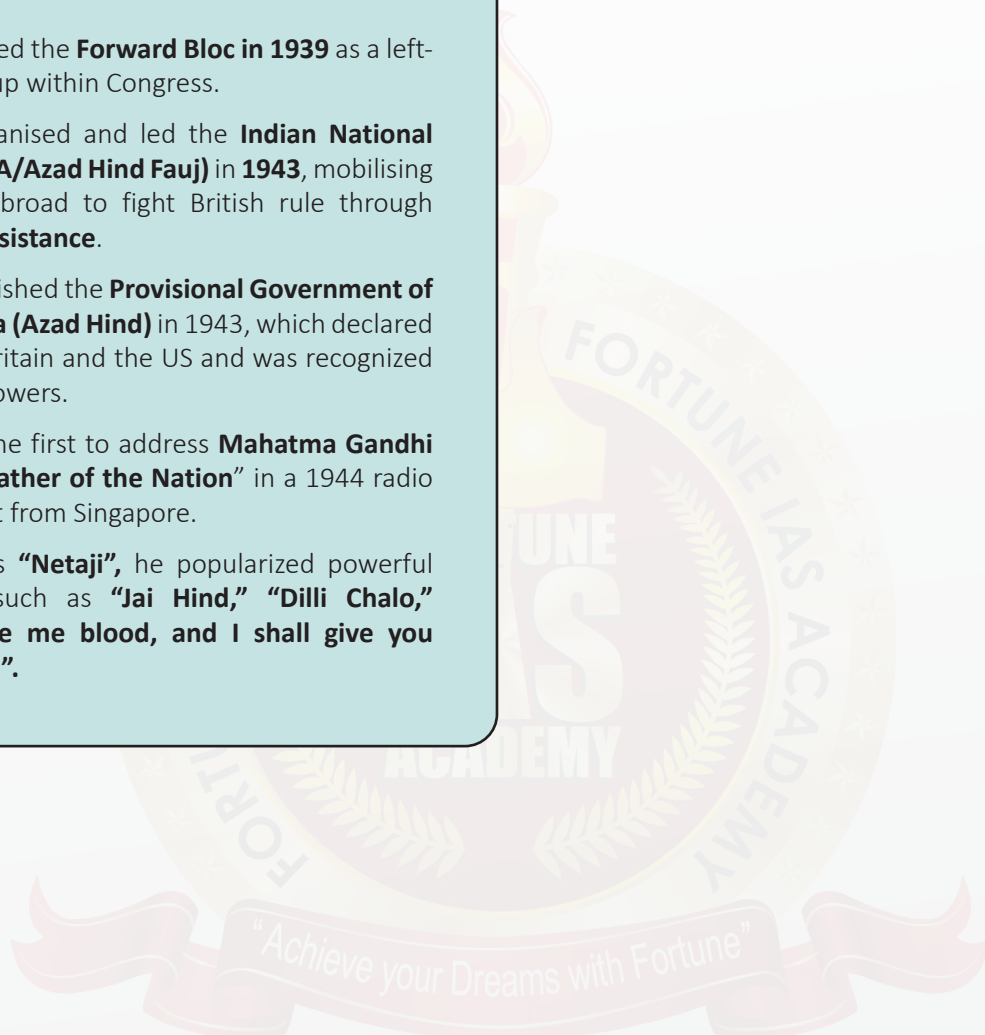 ed the Forward Bloc in 1939 as a left-
up within Congress.
anised and led the Indian National
A/Azad Hind Fauj) in 1943, mobilising
broad to fight British rule through
sistance.
ished the Provisional Government of
a (Azad Hind) in 1943, which declared
ritain and the US and was recognized
owers.
he first to address Mahatma Gandhi
ather of the Nation” in a 1944 radio
t from Singapore.
s “Netaji”, he popularized powerful
such as “Jai Hind,” “Dilli Chalo,”
e me blood, and I shall give you
”.
FORTUNE IAS ACADEMY
TUNE
AS
ACADEMY
FORTU
"Achieve your Dreams with Fortune"